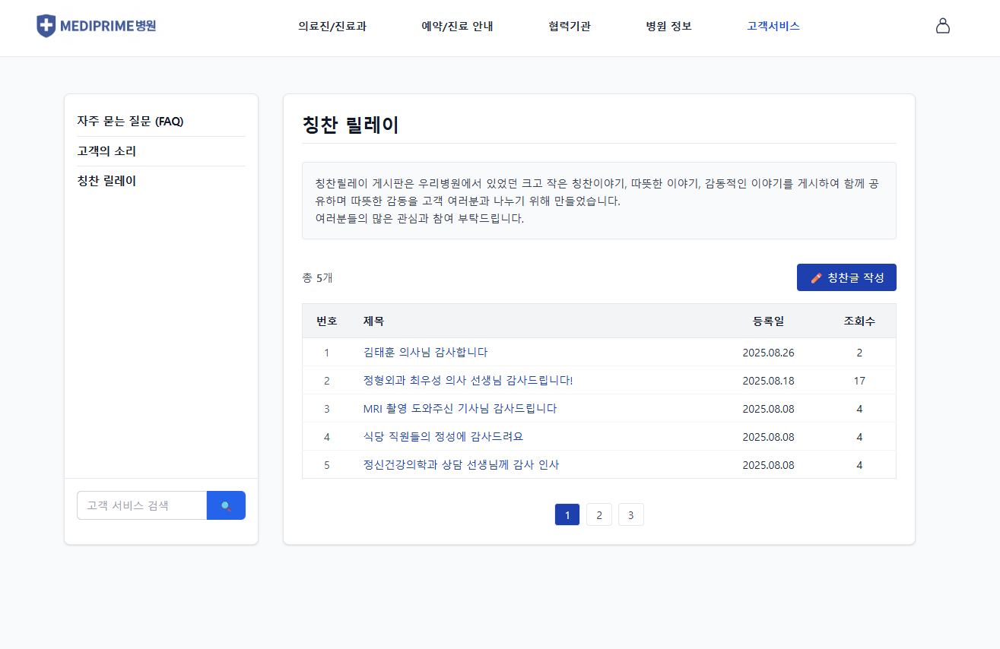 MEDIPRIME병원
의료진/진료과 예약/진료 안내 협력기관 병원 정보 고객서비스
자주 묻는 질문 (FAQ)
고객의 소리
칭찬 릴레이
고객 서비스 검색
칭찬 릴레이
칭찬릴레이 게시판은 우리병원에서 있었던 크고 작은 칭찬이야기, 따뜻한 이야기, 감동적인 이야기를 게시하여 함께 공
유하며 따뜻한 감동을 고객 여러분과 나누기 위해 만들었습니다.
여러분들의 많은 관심과 참여 부탁드립니다.
총 5개
칭찬글 작성
번호 제목 등록일 조회수
1 김태훈 의사님 감사합니다 2025.08.26 2
2 정형외과 최우성 의사 선생님 감사드립니다! 2025.08.18 17
3 MRI 촬영 도와주신 기사님 감사드립니다 2025.08.08 4
4 식당 직원들의 정성에 감사드려요 2025.08.08 4
5 정신건강의학과 상담 선생님께 감사 인사 2025.08.08 4
1 2 3